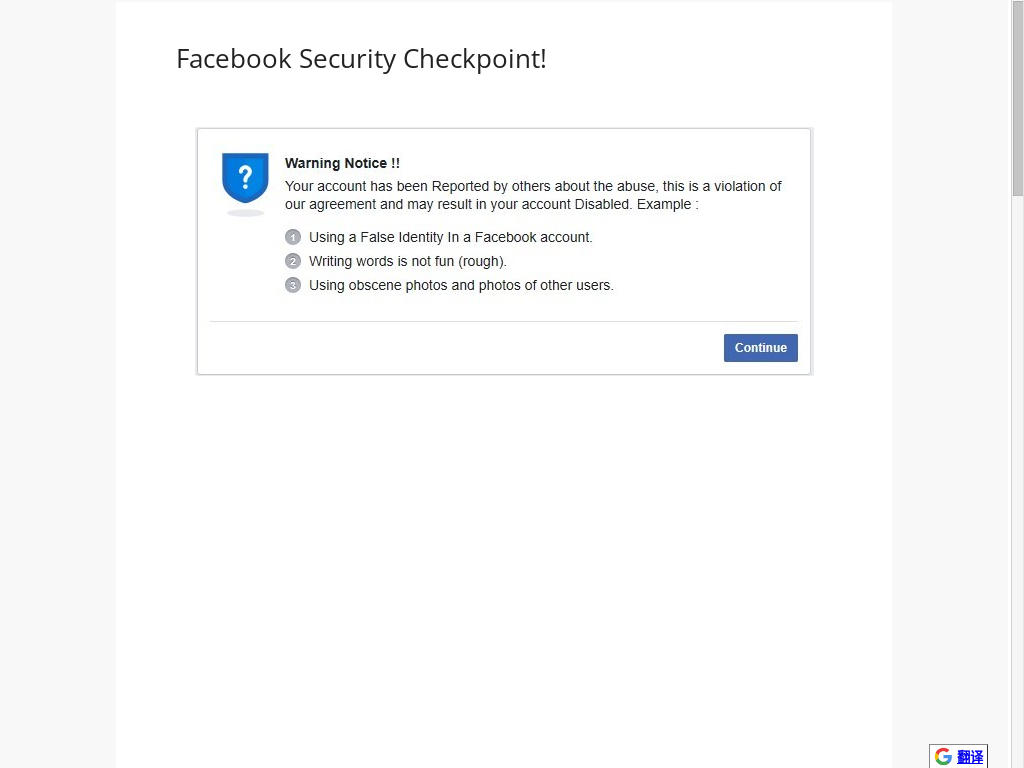 Facebook Security Checkpoint!
?
Warning Notice !!
Your account has been Reported by others about the abuse, this is a violation of
our agreement and may result in your account Disabled. Example :
1 Using a False Identity In a Facebook account.
2 Writing words is not fun (rough).
3 Using obscene photos and photos of other users.
Continue
G 翻译